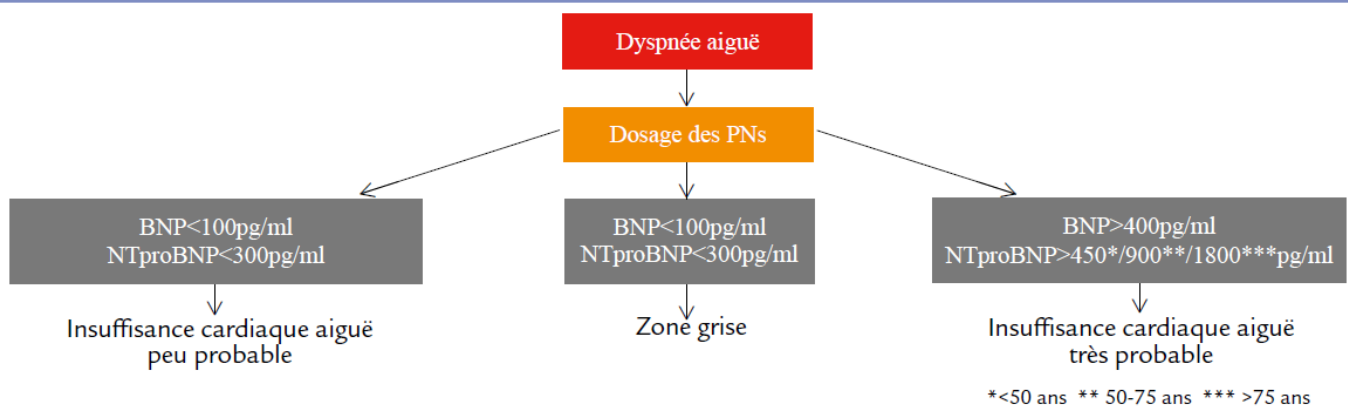 Dyspnée aiguë
Dosage des PNs
BNP<100pg/ml
NTproBNP<300pg/ml
BNP<100pg/ml
NTproBNP<300pg/ml
BNP>400pg/ml
NTproBNP>450*/900**/1800***pg/ml
Insuffisance cardiaque aiguë
peu probable
Zone grise
Insuffisance cardiaque aiguë
très probable
*<50 ans ** 50-75 ans *** >75 ans